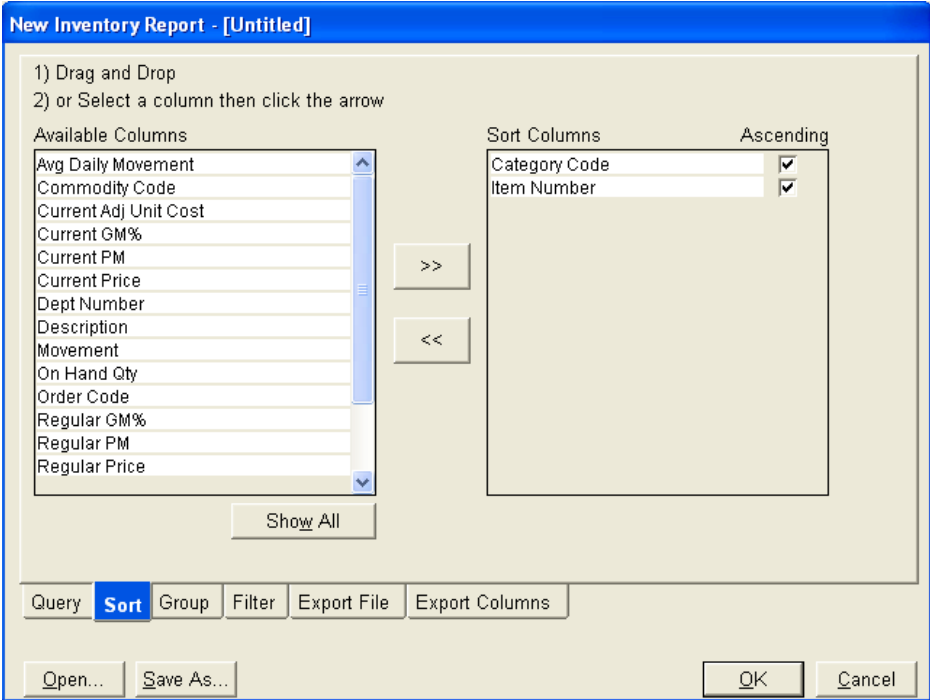 New Inventory Report - [Untitled]
1) Drag and Drop
2) or Select a column then click the arrow
Available Columns
Avg Daily Movement
Commodity Code
Current Adj Unit Cost
Current GM%
Current PM
Current Price
Dept Number
Description
Movement
On Hand Qty
Order Code
Regular GM%
Regular PM
Regular Price
Show All
>>
<<
Sort Columns Ascending
Category Code
Item Number
Query Sort Group Filter Export File Export Columns
Open... Save As... OK Cancel